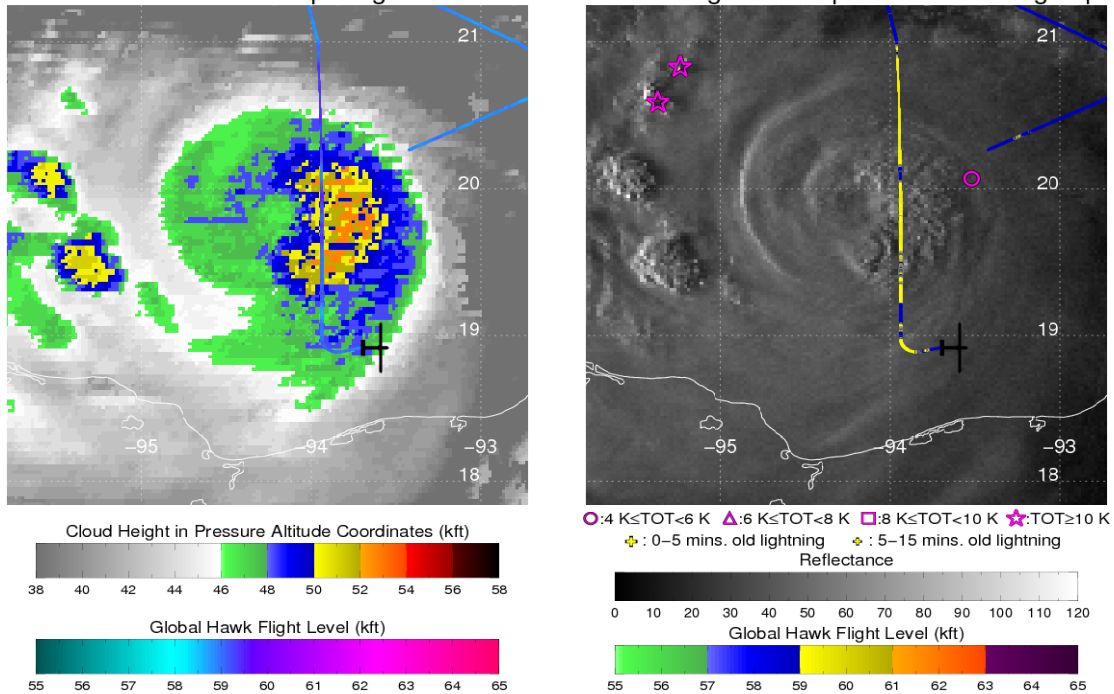 21
20
19
−95
−94
−93
18
Cloud Height in Pressure Altitude Coordinates (kft)
38 40 42 44 46 48 50 52 54 56 58
Global Hawk Flight Level (kft)
55 56 57 58 59 60 61 62 63 64 65
21
20
19
−95
−94
−93
18
:4 K≤TOT<6 K :6 K≤TOT<8 K :8 K≤TOT<10 K :TOT≥10 K
: 0−5 mins. old lightning : 5−15 mins. old lightning
Reflectance
0 10 20 30 40 50 60 70 80 90 100 110 120
Global Hawk Flight Level (kft)
55 56 57 58 59 60 61 62 63 64 65